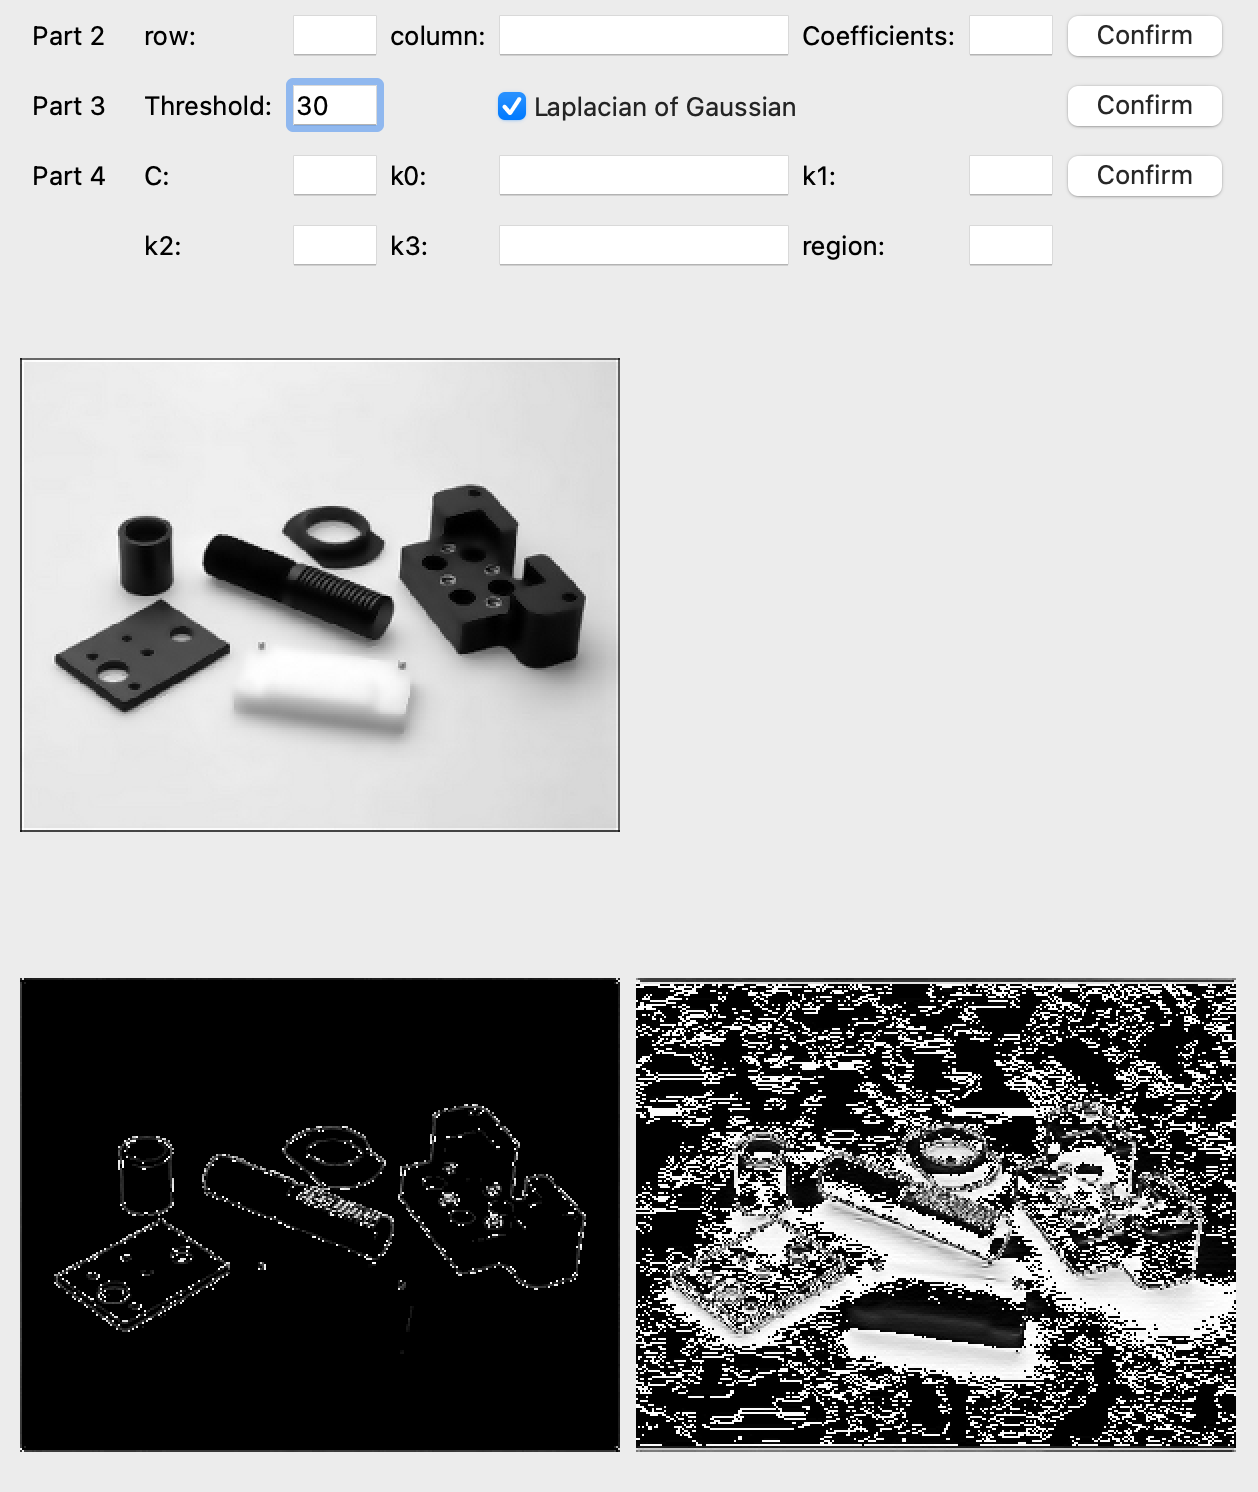 Part 2 row: column: Coefficients: Confirm
Part 3 Threshold: 30 Laplacian of Gaussian Confirm
Part 4 C: k0: k1: Confirm
k2: k3: region: